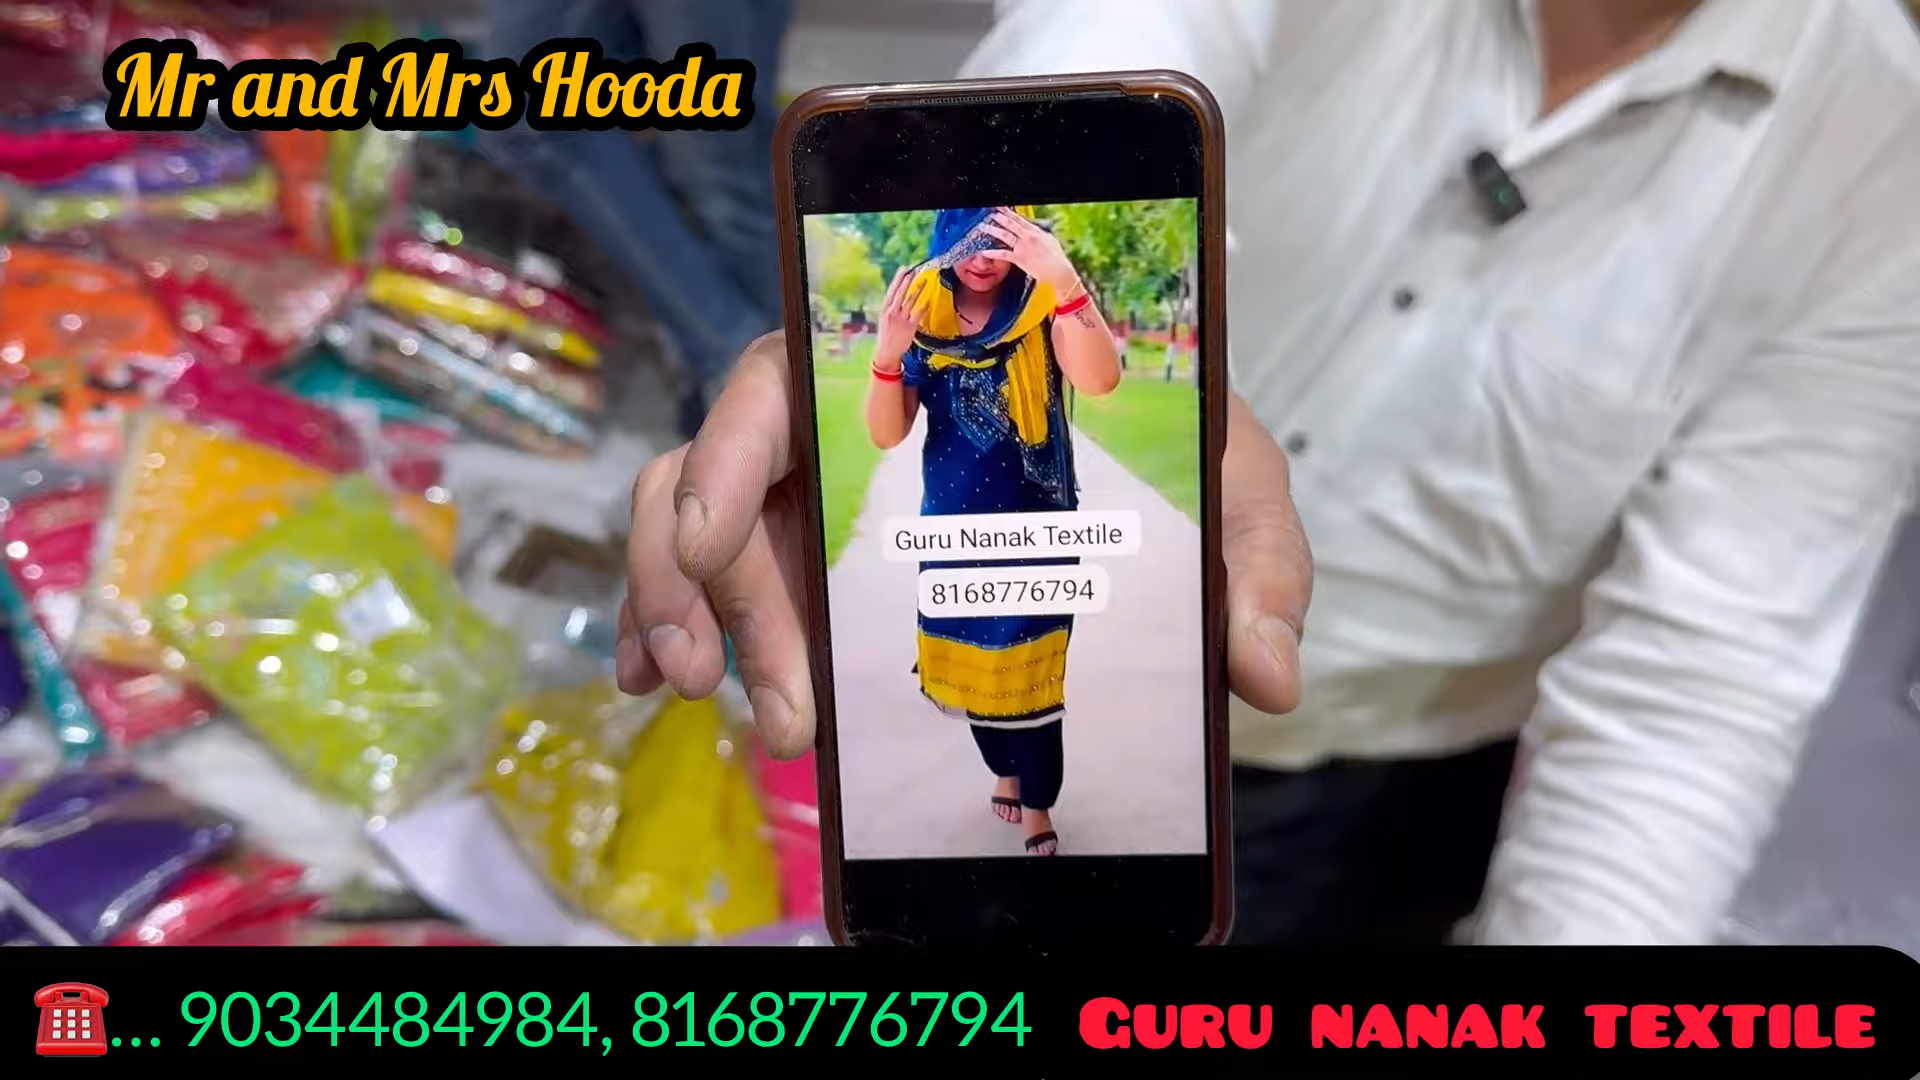 Mr and Mrs Hooda
Guru Nanak Textile
8168776794
... 9034484984, 8168776794 GURU NANAK TEXTILE